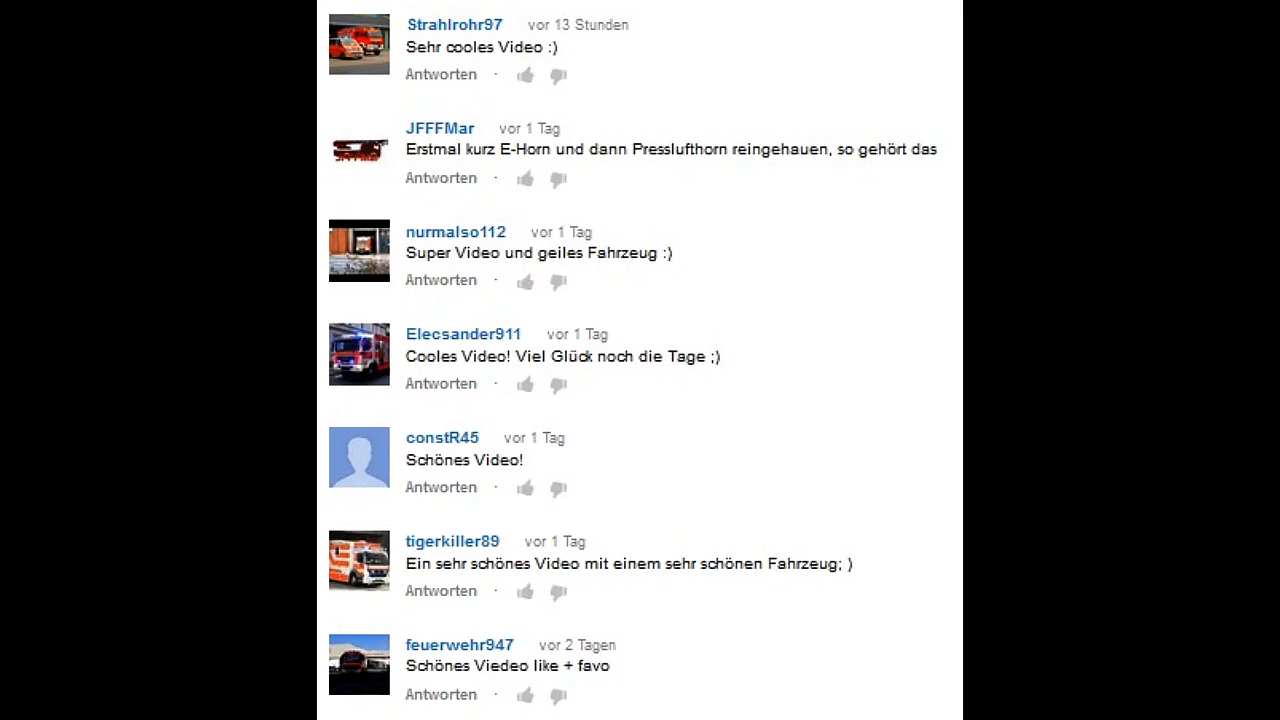 Strahlrohr97 vor 13 Stunden
Sehr cooles Video :)
Antworten ·
JFFFMar vor 1 Tag
Erstmal kurz E-Horn und dann Presslufthorn reingehauen, so gehört das
Antworten ·
nurmalso112 vor 1 Tag
Super Video und geiles Fahrzeug :)
Antworten ·
Elecsander911 vor 1 Tag
Cooles Video! Viel Glück noch die Tage ;)
Antworten ·
constR45 vor 1 Tag
Schönes Video!
Antworten ·
tigerkiller89 vor 1 Tag
Ein sehr schönes Video mit einem sehr schönen Fahrzeug; )
Antworten ·
feuerwehr947 vor 2 Tagen
Schönes Viedeo like + favo
Antworten ·